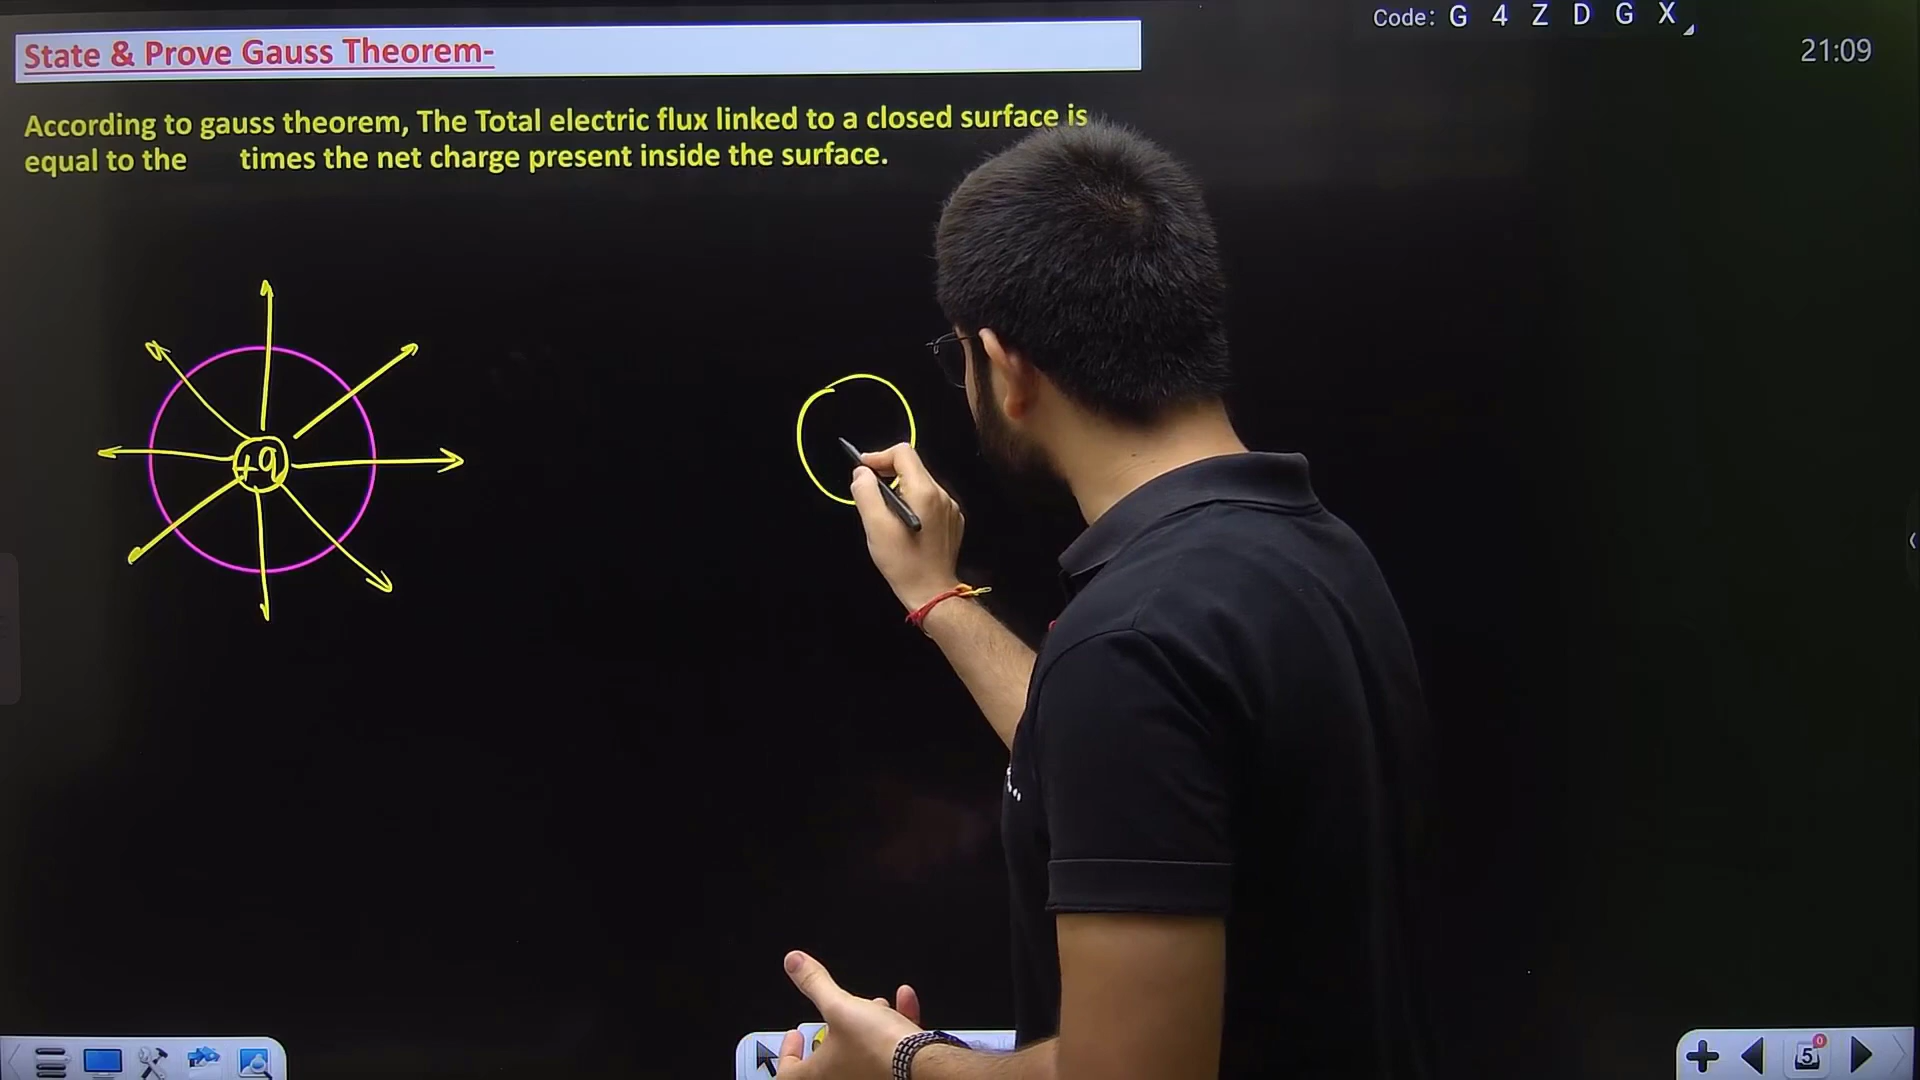 Code: G 4 Z D G X
State & Prove Gauss Theorem-
21:09
According to gauss theorem, The Total electric flux linked to a closed surface is
equal to the times the net charge present inside the surface.
+q
5
0